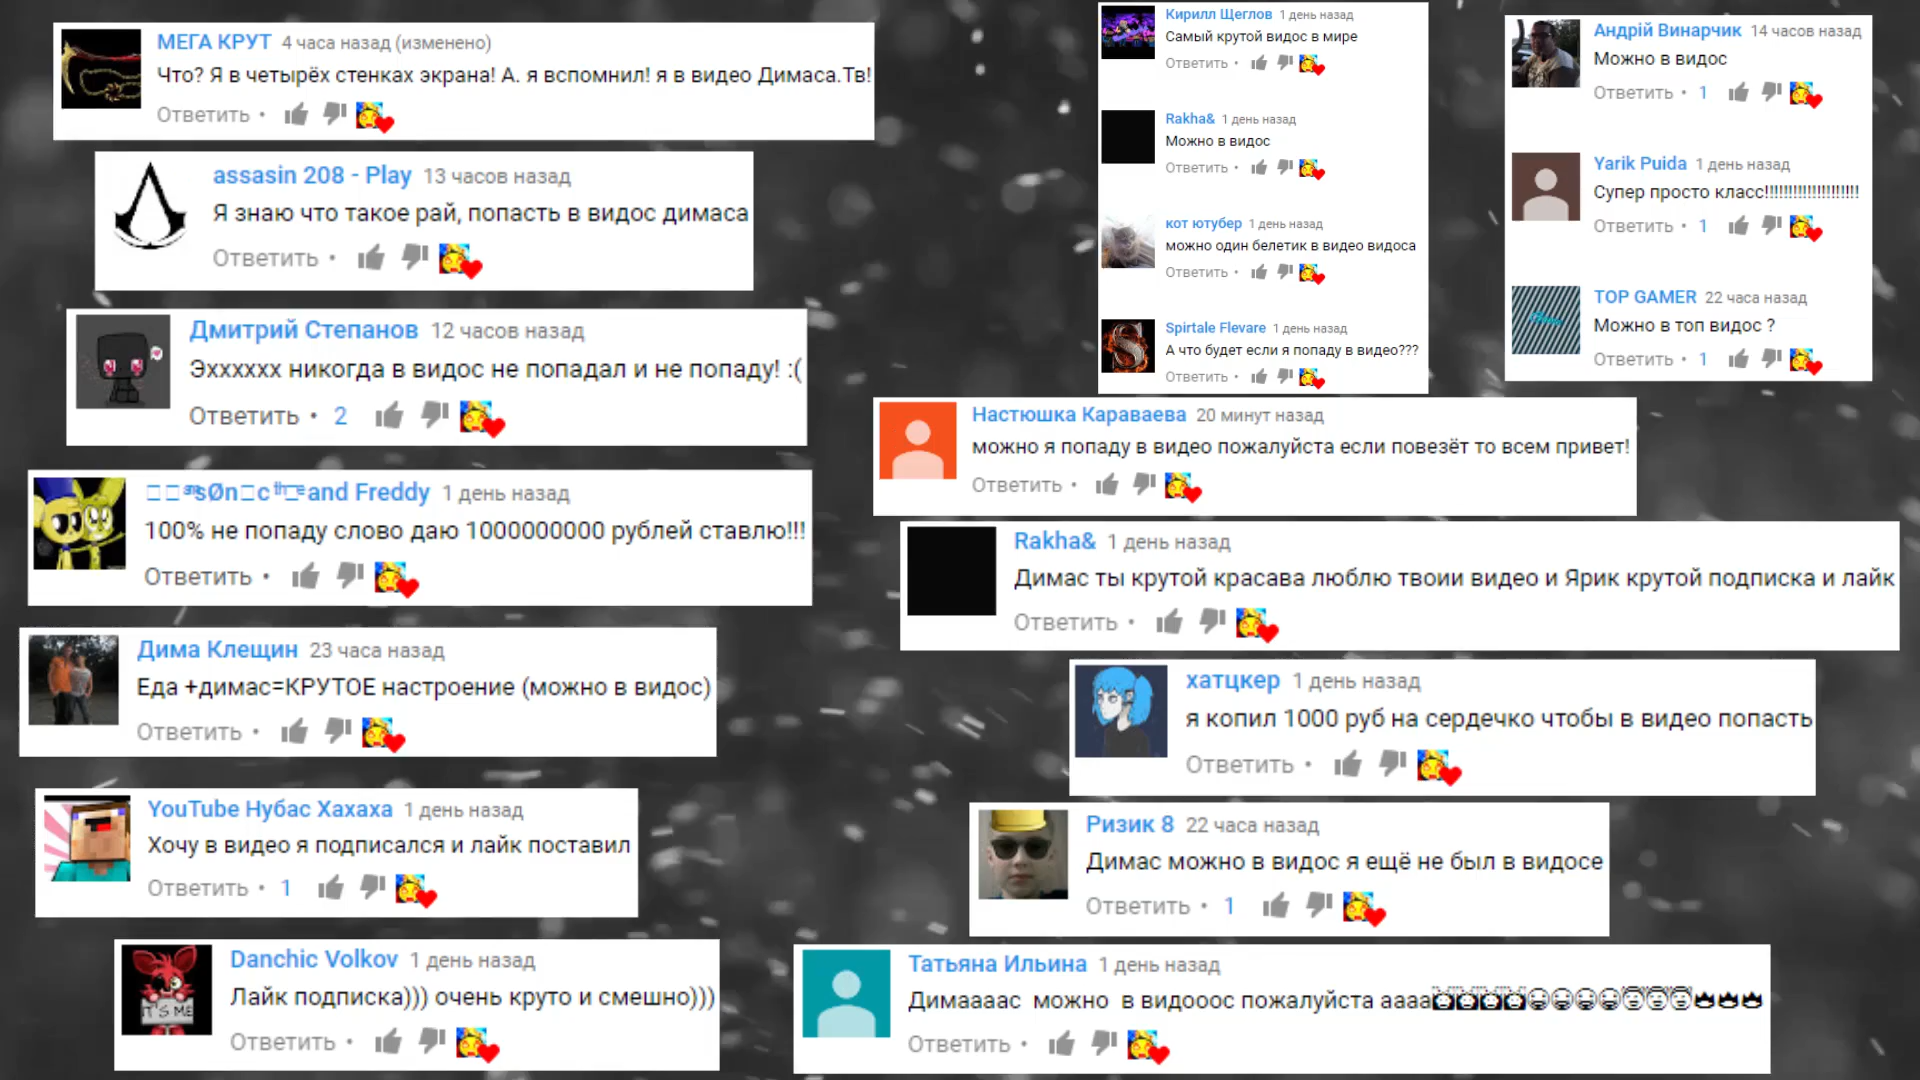 МЕГА КРУТ 4 часа назад (изменено)
Что? Я в четырёх стенках экрана! А. я вспомнил! я в видео Димаса.Тв!
Ответить •
assasin 208 - Play 13 часов назад
Я знаю что такое рай, попасть в видос димаса
Ответить •
Дмитрий Степанов 12 часов назад
Эхххххх никогда в видос не попадал и не попаду! :(
Ответить • 2
and Freddy 1 день назад
100% не попаду слово даю 1000000000 рублей ставлю!!!
Ответить •
Дима Клещин 23 часа назад
Еда +димас=КРУТОЕ настроение (можно в видос)
Ответить •
YouTube Нубас Хахаха 1 день назад
Хочу в видео я подписался и лайк поставил
Ответить • 1
Danchic Volkov 1 день назад
Лайк подписка))) очень круто и смешно)))
Ответить •
IT'S ME
Кирилл Щеглов 1 день назад
Самый крутой видос в мире
Ответить •
Rakha& 1 день назад
Можно в видос
Ответить •
кот ютубер 1 день назад
можно один белетик в видео видоса
Ответить •
Spirtale Flevare 1 день назад
А что будет если я попаду в видео???
Ответить •
Андрій Винарчик 14 часов назад
Можно в видос
Ответить • 1
Yarik Puida 1 день назад
Супер просто класс!!!!!!!!!!!!!!!!!!!!
Ответить • 1
TOP GAMER 22 часа назад
Можно в топ видос ?
Ответить • 1
Настюшка Караваева 20 минут назад
можно я попаду в видео пожалуйста если повезёт то всем привет!
Ответить •
Rakha& 1 день назад
Димас ты крутой красава люблю твоии видео и Ярик крутой подписка и лайк
Ответить •
хатцкер 1 день назад
я копил 1000 руб на сердечко чтобы в видео попасть
Ответить •
Ризик 8 22 часа назад
Димас можно в видос я ещё не был в видосе
Ответить • 1
Татьяна Ильина 1 день назад
Димаааас можно в видооос пожалуйста аааа
Ответить •